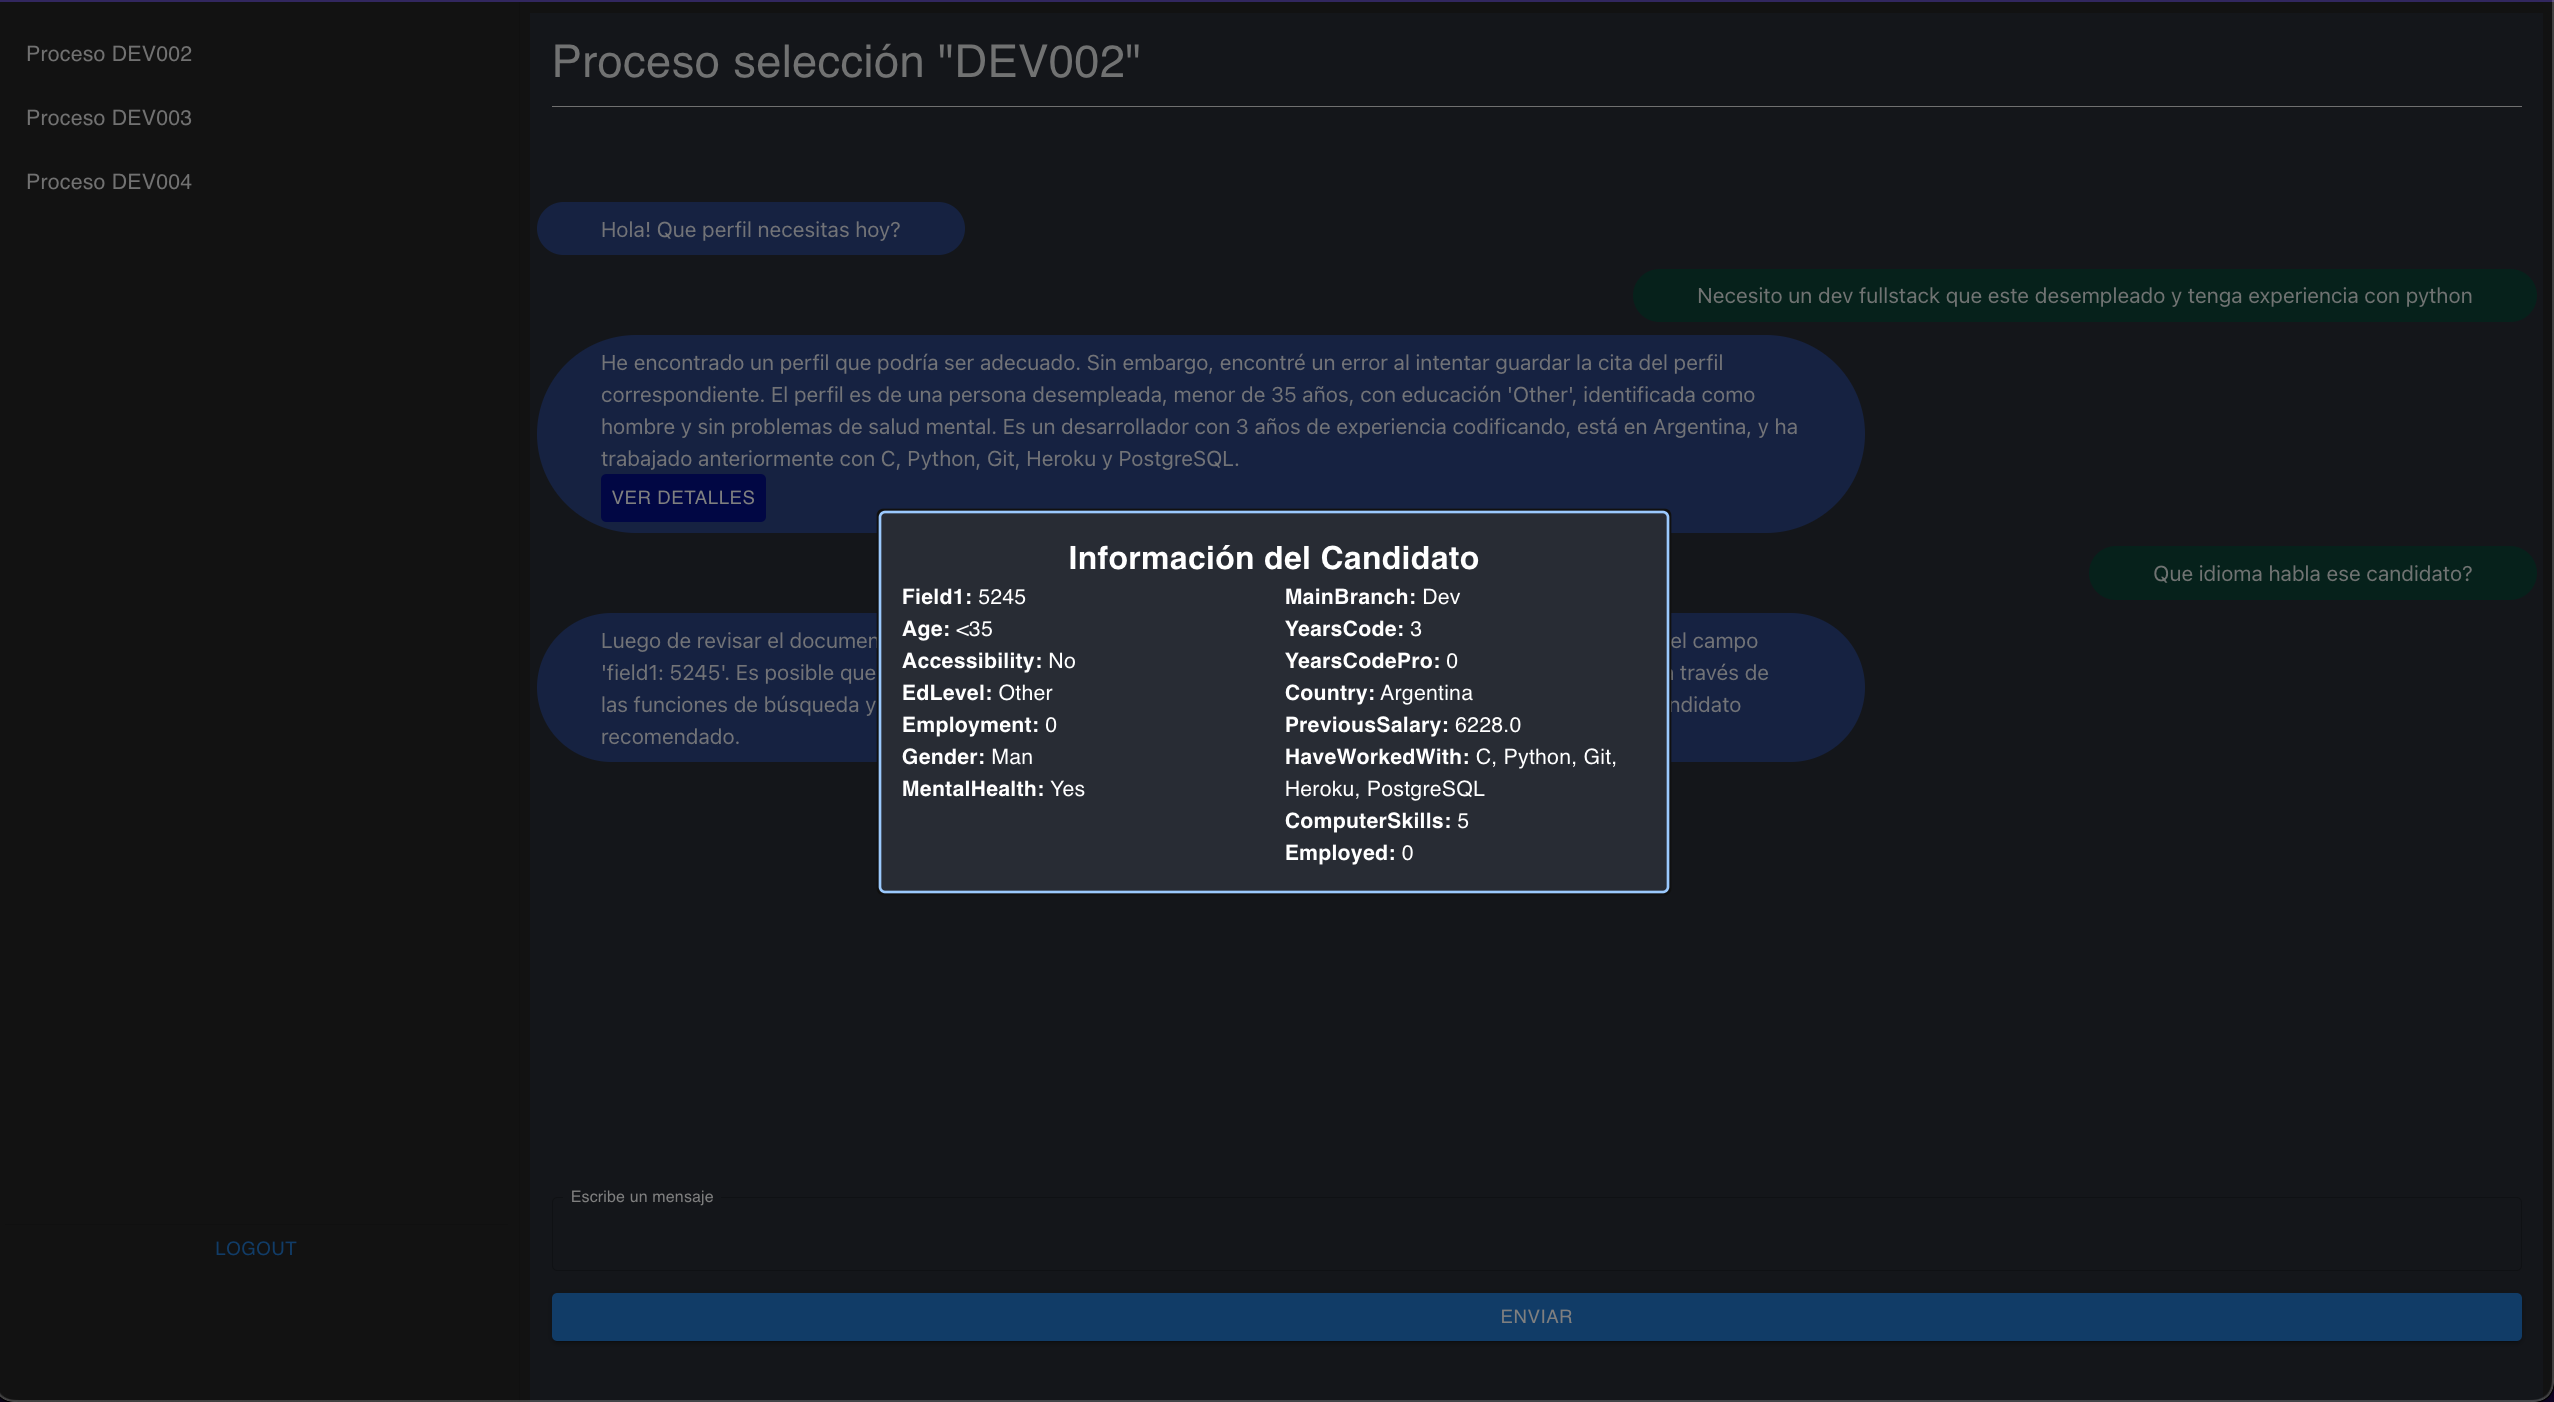 Proceso DEV002
Proceso DEV003
Proceso DEV004
LOGOUT
Proceso selección "DEV002"
Hola! Que perfil necesitas hoy?
Necesito un dev fullstack que este desempleado y tenga experiencia con python
He encontrado un perfil que podría ser adecuado. Sin embargo, encontré un error al intentar guardar la cita del perfil
correspondiente. El perfil es de una persona desempleada, menor de 35 años, con educación 'Other', identificada como
hombre y sin problemas de salud mental. Es un desarrollador con 3 años de experiencia codificando, está en Argentina, y ha
trabajado anteriormente con C, Python, Git, Heroku y PostgreSQL.
VER DETALLES
Que idioma habla ese candidato?
Luego de revisar el documen el campo
'field1: 5245'. Es posible que través de
las funciones de búsqueda y ndidato
recomendado.
Información del Candidato
Field1: 5245
Age: <35
Accessibility: No
EdLevel: Other
Employment: 0
Gender: Man
MentalHealth: Yes
MainBranch: Dev
YearsCode: 3
YearsCodePro: 0
Country: Argentina
PreviousSalary: 6228.0
HaveWorkedWith: C, Python, Git,
Heroku, PostgreSQL
ComputerSkills: 5
Employed: 0
Escribe un mensaje
ENVIAR